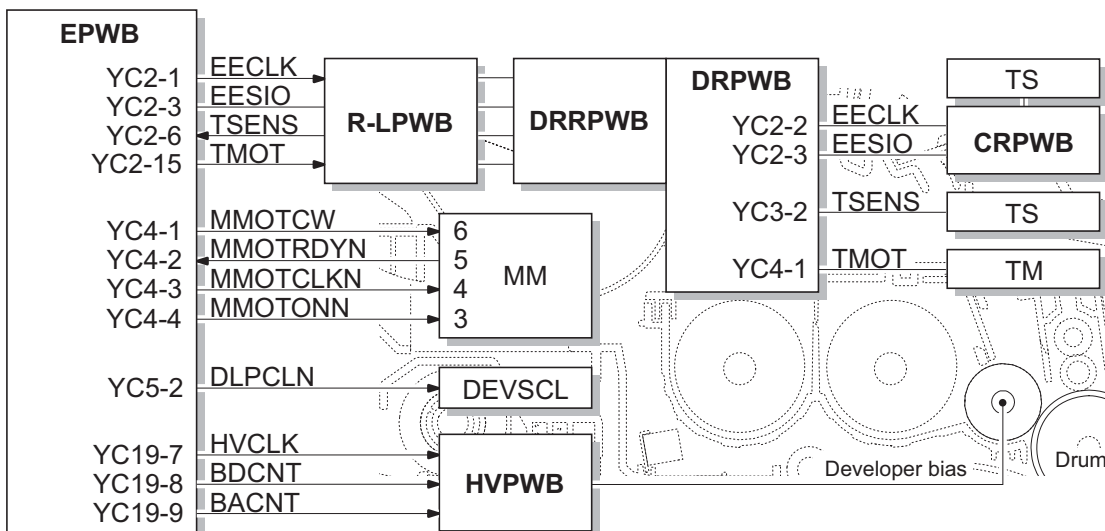 EPWB
YC2-1 EECLK
YC2-3 EESIO
YC2-6 TSENS
YC2-15 TMOT
R-LPWB
DRRPWB
DRPWB
YC2-2 EECLK
YC2-3 EESIO
YC3-2 TSENS
YC4-1 TMOT
TS
CRPWB
TS
TM
YC4-1 MMOTCW 6
YC4-2 MMOTRDYN 5
YC4-3 MMOTCLKN 4
YC4-4 MMOTONN 3
MM
YC5-2 DLPCLN DEVSCL
YC19-7 HVCLK
YC19-8 BDCNT
YC19-9 BACNT
HVPWB
Developer bias
Drum